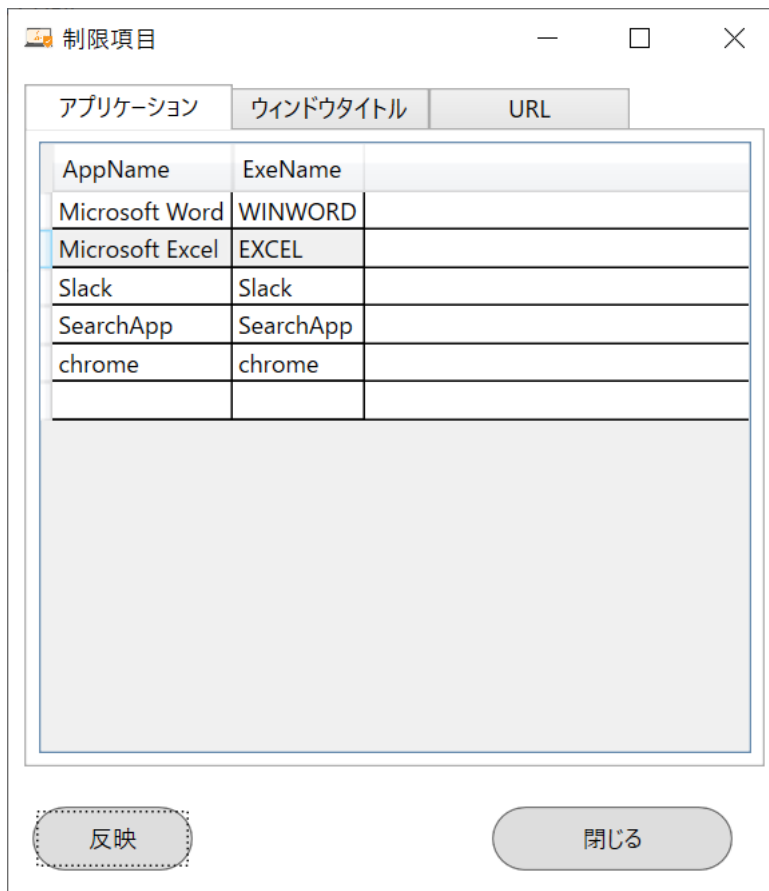 制限項目
アプリケーション ウィンドウタイトル URL
AppName ExeName
Microsoft Word WINWORD
Microsoft Excel EXCEL
Slack Slack
SearchApp SearchApp
chrome chrome
反映 閉じる